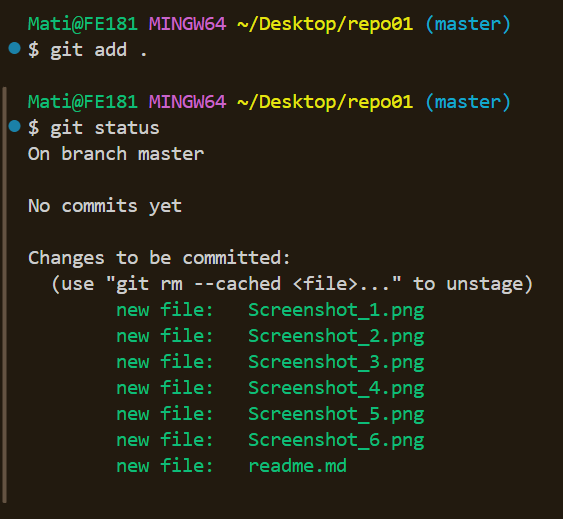 Mati@FE181 MINGW64 ~/Desktop/repo01 (master)
$ git add .
Mati@FE181 MINGW64 ~/Desktop/repo01 (master)
$ git status
On branch master
No commits yet
Changes to be committed:
(use "git rm --cached <file>..." to unstage)
new file: Screenshot_1.png
new file: Screenshot_2.png
new file: Screenshot_3.png
new file: Screenshot_4.png
new file: Screenshot_5.png
new file: Screenshot_6.png
new file: readme.md